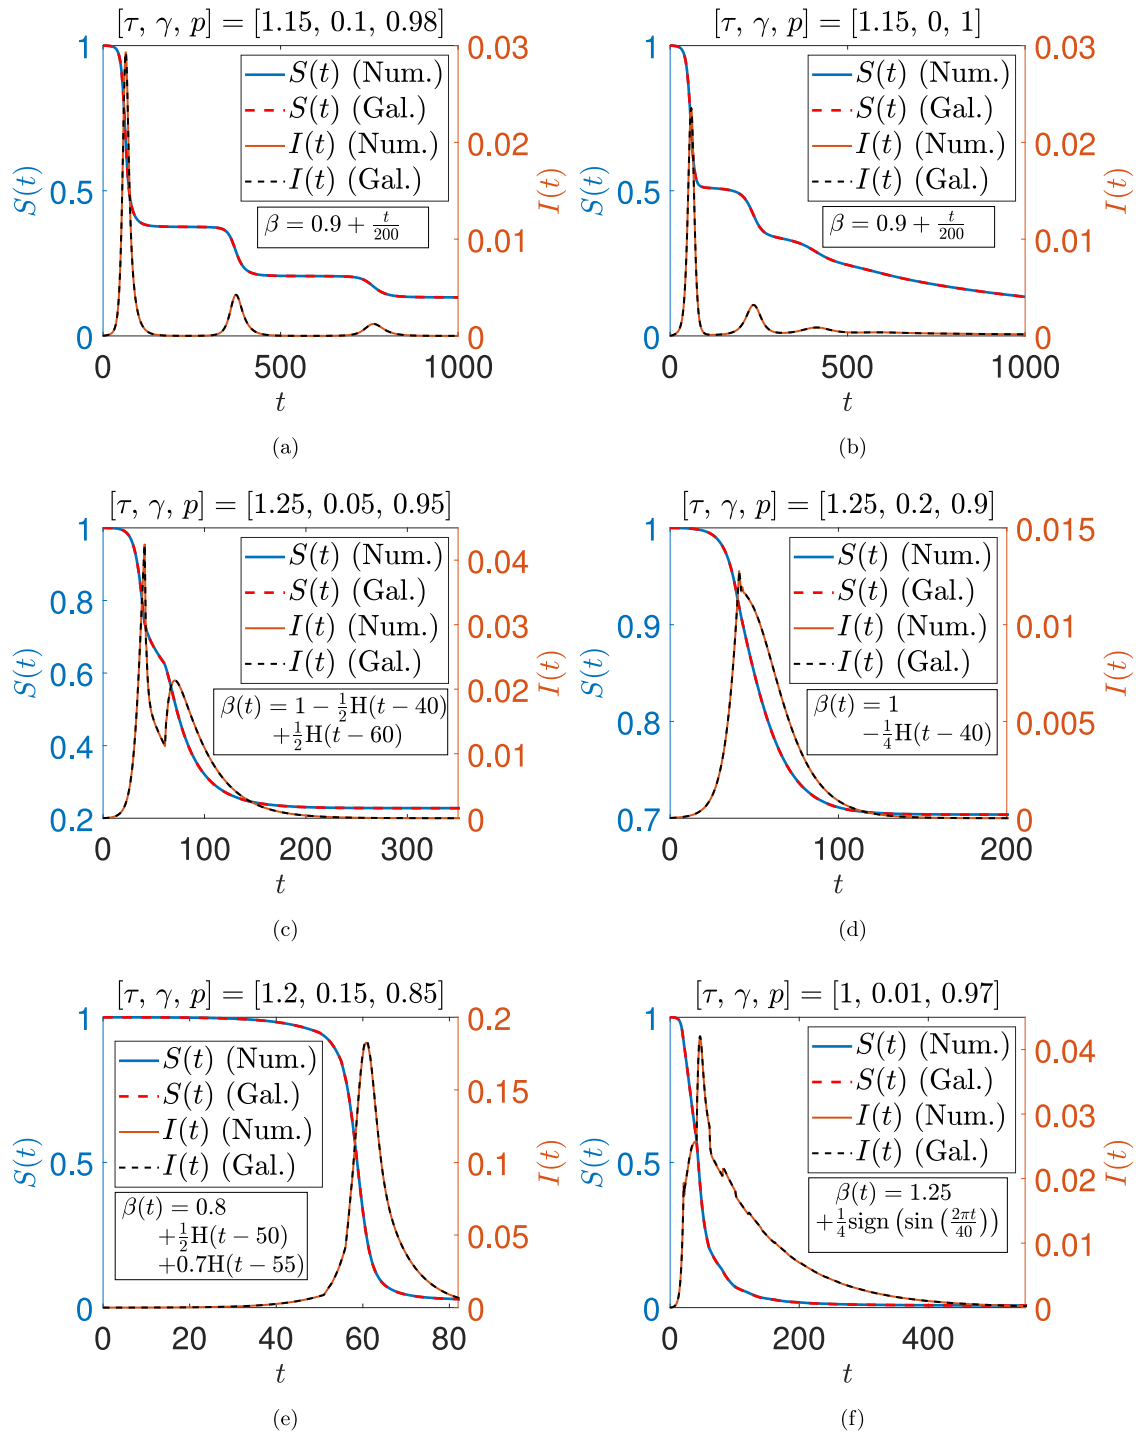 [τ, γ, p] = [1.15, 0.1, 0.98]
1
0.5
0
S(t)
0.03
0.02
0.01
0
I(t)
S(t) (Num.)
S(t) (Gal.)
I(t) (Num.)
I(t) (Gal.)
β = 0.9 + t/200
0 500 1000
t
(a)
[τ, γ, p] = [1.15, 0, 1]
1
0.5
0
S(t)
0.03
0.02
0.01
0
I(t)
S(t) (Num.)
S(t) (Gal.)
I(t) (Num.)
I(t) (Gal.)
β = 0.9 + t/200
0 500 1000
t
(b)
[τ, γ, p] = [1.25, 0.05, 0.95]
1
0.8
0.6
0.4
0.2
S(t)
0.04
0.03
0.02
0.01
0
I(t)
S(t) (Num.)
S(t) (Gal.)
I(t) (Num.)
I(t) (Gal.)
β(t) = 1 − 1/2 H(t − 40)
+1/2 H(t − 60)
0 100 200 300
t
(c)
[τ, γ, p] = [1.25, 0.2, 0.9]
1
0.9
0.8
0.7
S(t)
0.015
0.01
0.005
0
I(t)
S(t) (Num.)
S(t) (Gal.)
I(t) (Num.)
I(t) (Gal.)
β(t) = 1
−1/4 H(t − 40)
0 100 200
t
(d)
[τ, γ, p] = [1.2, 0.15, 0.85]
1
0.5
0
S(t)
0.2
0.15
0.1
0.05
0
I(t)
S(t) (Num.)
S(t) (Gal.)
I(t) (Num.)
I(t) (Gal.)
β(t) = 0.8
+1/2 H(t − 50)
+0.7H(t − 55)
0 20 40 60 80
t
(e)
[τ, γ, p] = [1, 0.01, 0.97]
1
0.5
0
S(t)
0.04
0.03
0.02
0.01
0
I(t)
S(t) (Num.)
S(t) (Gal.)
I(t) (Num.)
I(t) (Gal.)
β(t) = 1.25
+1/4 sign (sin (2πt/40))
0 200 400
t
(f)